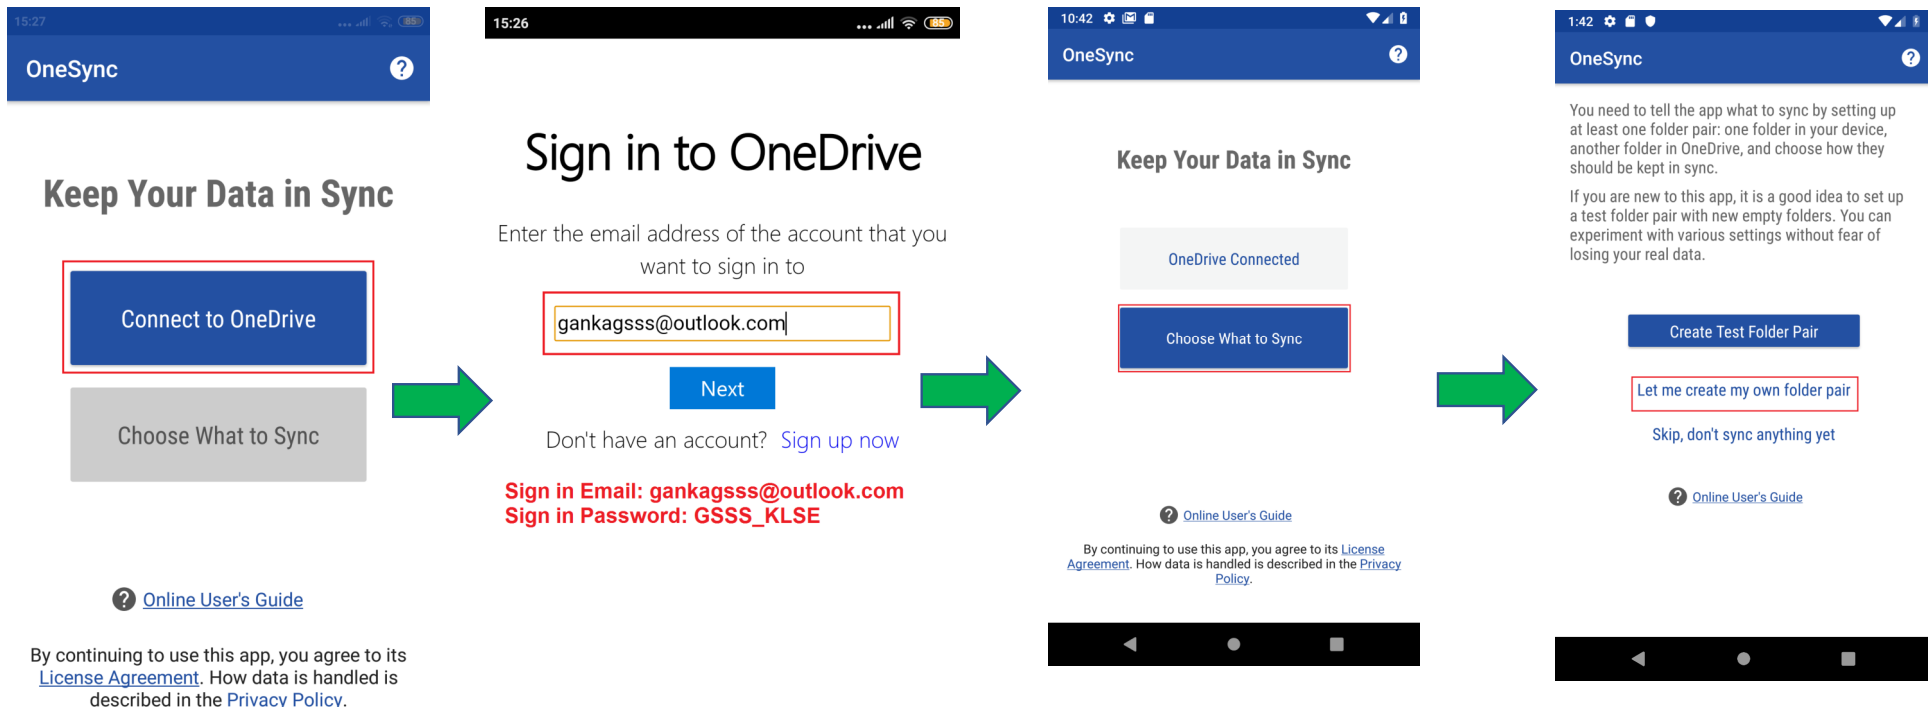 15:27
85
OneSync
?
Keep Your Data in Sync
Connect to OneDrive
Choose What to Sync
? Online User's Guide
By continuing to use this app, you agree to its
License Agreement. How data is handled is
described in the Privacy Policy.
15:26
85
Sign in to OneDrive
Enter the email address of the account that you
want to sign in to
gankagsss@outlook.com
Next
Don't have an account? Sign up now
Sign in Email: gankagsss@outlook.com
Sign in Password: GSSS_KLSE
10:42
OneSync
?
Keep Your Data in Sync
OneDrive Connected
Choose What to Sync
? Online User's Guide
By continuing to use this app, you agree to its License
Agreement. How data is handled is described in the Privacy
Policy.
1:42
OneSync
?
You need to tell the app what to sync by setting up
at least one folder pair: one folder in your device,
another folder in OneDrive, and choose how they
should be kept in sync.
If you are new to this app, it is a good idea to set up
a test folder pair with new empty folders. You can
experiment with various settings without fear of
losing your real data.
Create Test Folder Pair
Let me create my own folder pair
Skip, don't sync anything yet
? Online User's Guide